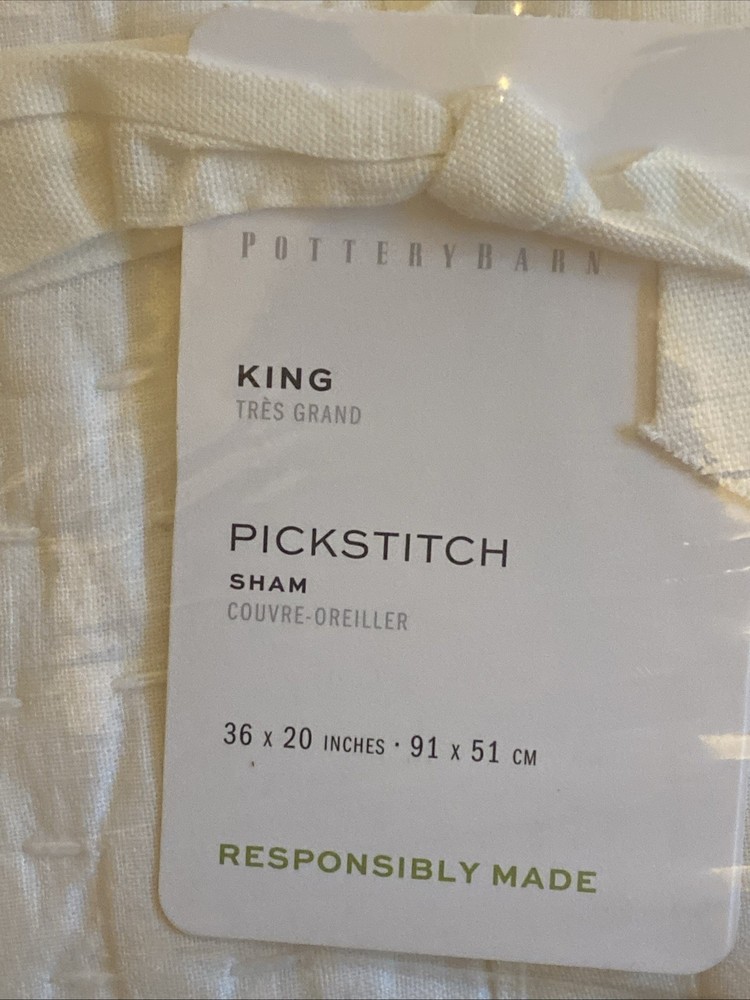 POTTERYBARN
KING
TRÈS GRAND
PICKSTITCH
SHAM
COUVRE-OREILLER
36 x 20 INCHES · 91 x 51 CM
RESPONSIBLY MADE